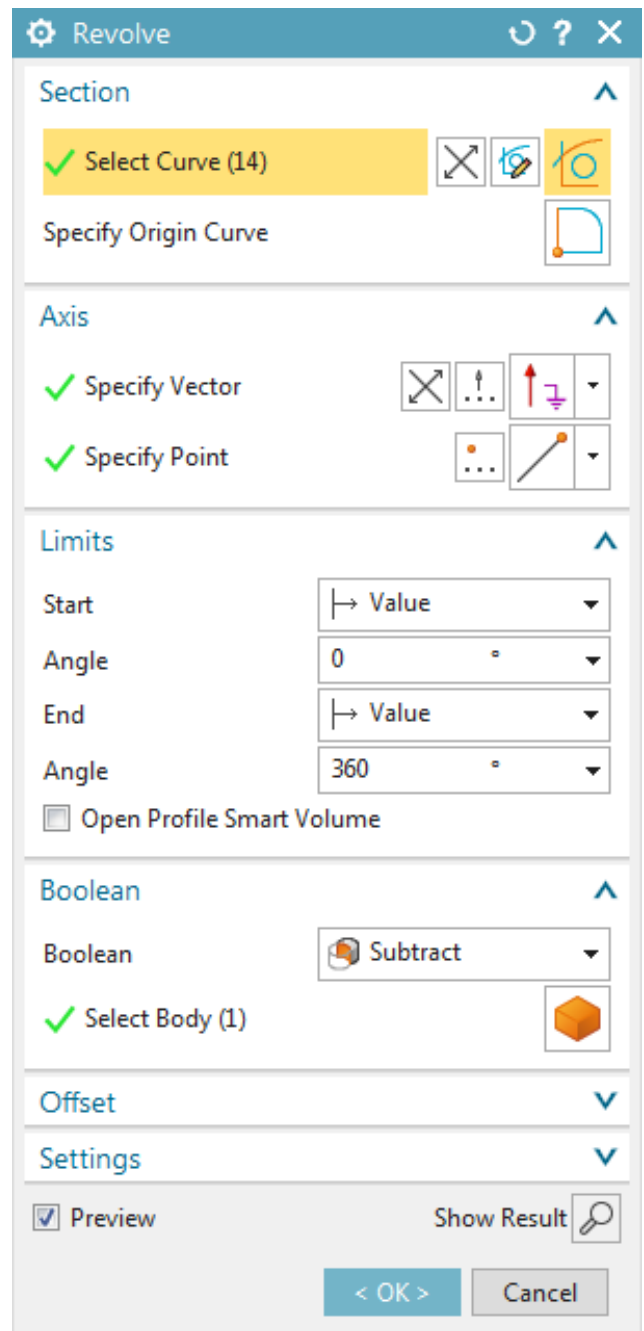 Revolve ?
Section
Select Curve (14)
Specify Origin Curve
Axis
Specify Vector
Specify Point
Limits
Start Value
Angle 0 °
End Value
Angle 360 °
Open Profile Smart Volume
Boolean
Boolean Subtract
Select Body (1)
Offset
Settings
Preview Show Result
< OK > Cancel